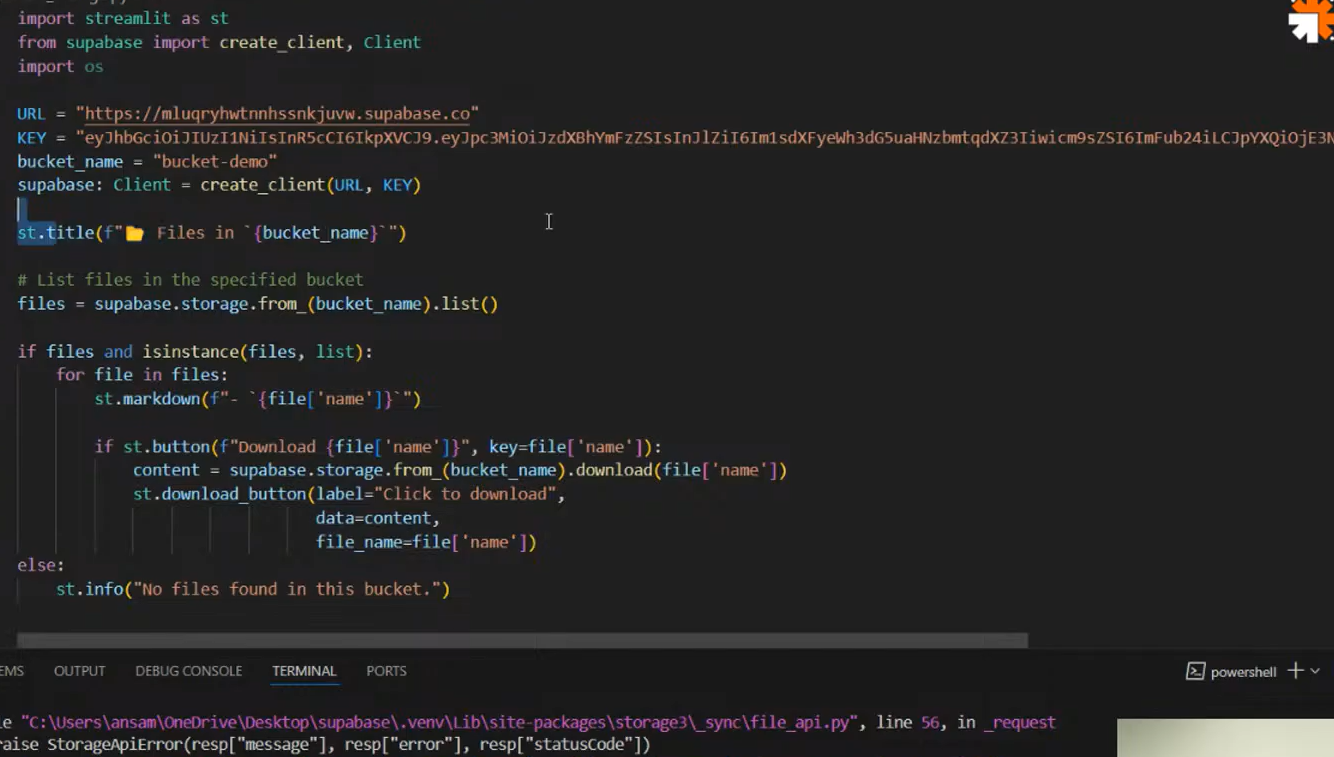 import streamlit as st
from supabase import create_client, Client
import os
URL = "https://mluqryhwtnnhssnkjuvw.supabase.co"
KEY = "eyJhbGciOiJIUzI1NiIsInR5cCI6IkpXVCJ9.eyJpc3MiOiJzdXBhYmFzZSIsInJlZiI6Im1sdXFyeWh3dG5uaHNzbmtqdXZ3Iiwicm9sZSI6ImFub24iLCJpYXQiOjE3N
bucket_name = "bucket-demo"
supabase: Client = create_client(URL, KEY)
st.title(f"📂 Files in `{bucket_name}`")
# List files in the specified bucket
files = supabase.storage.from_(bucket_name).list()
if files and isinstance(files, list):
for file in files:
st.markdown(f"- `{file['name']}`")
if st.button(f"Download {file['name']}", key=file['name']):
content = supabase.storage.from_(bucket_name).download(file['name'])
st.download_button(label="Click to download",
data=content,
file_name=file['name'])
else:
st.info("No files found in this bucket.")
EMS OUTPUT DEBUG CONSOLE TERMINAL PORTS powershell
le "C:\Users\ansam\OneDrive\Desktop\supabase\.venv\Lib\site-packages\storage3\_sync\file_api.py", line 56, in _request
raise StorageApiError(resp["message"], resp["error"], resp["statusCode"])